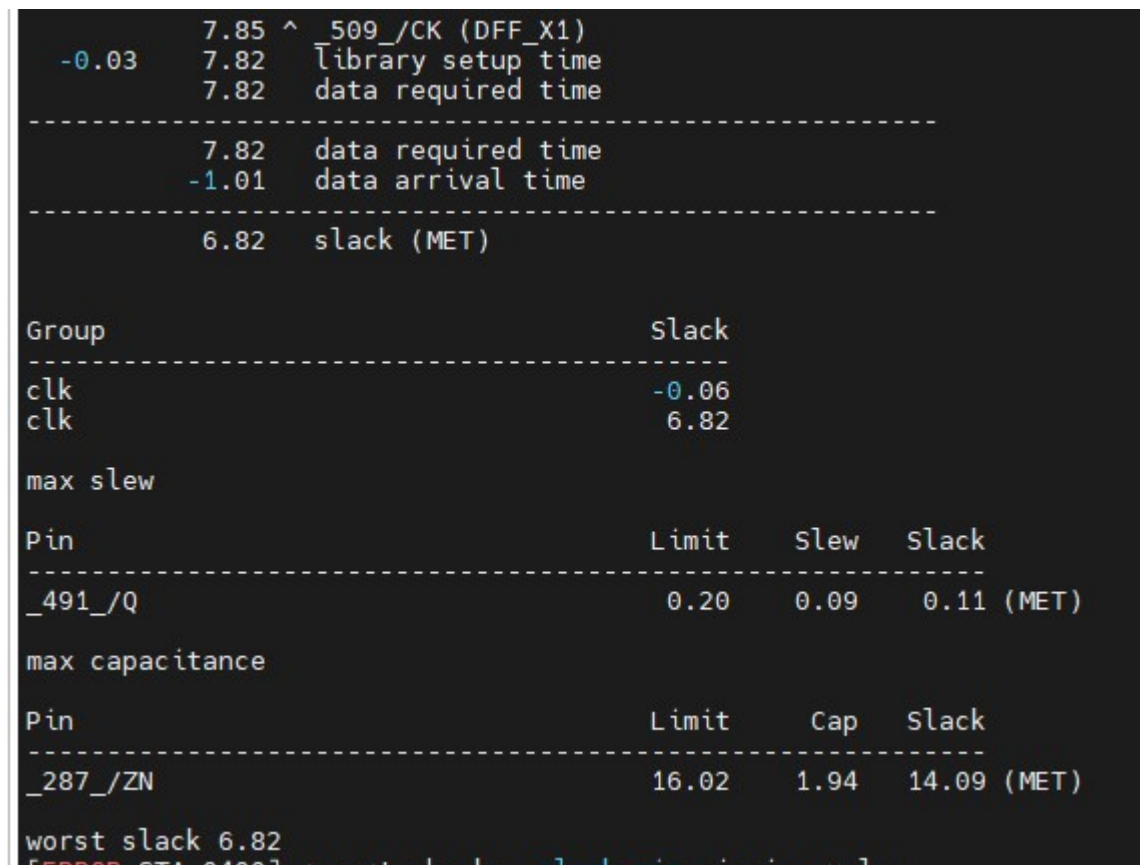 7.85 ^ _509_/CK (DFF_X1)
-0.03 7.82 library setup time
7.82 data required time
---------------------------------------------------------
7.82 data required time
-1.01 data arrival time
---------------------------------------------------------
6.82 slack (MET)
Group Slack
--------------------------------------------
clk -0.06
clk 6.82
max slew
Pin Limit Slew Slack
------------------------------------------------------------
_491_/Q 0.20 0.09 0.11 (MET)
max capacitance
Pin Limit Cap Slack
------------------------------------------------------------
_287_/ZN 16.02 1.94 14.09 (MET)
worst slack 6.82